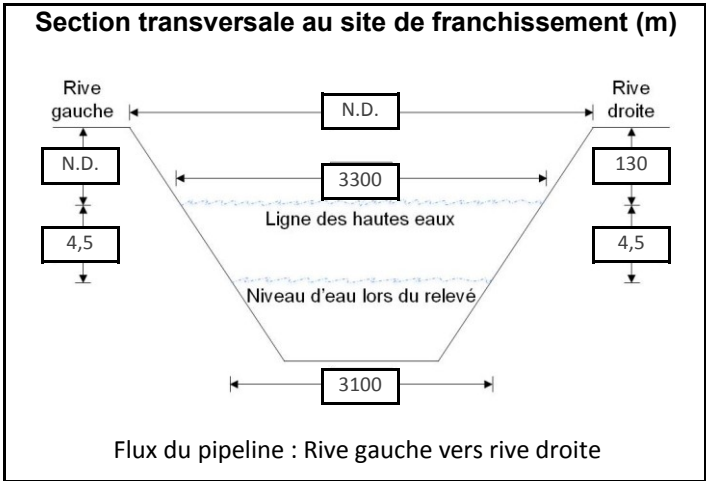 Section transversale au site de franchissement (m)
Rive
gauche
N.D.
Rive
droite
N.D.
3300
130
Ligne des hautes eaux
4,5
4,5
Niveau d'eau lors du relevé
3100
Flux du pipeline : Rive gauche vers rive droite